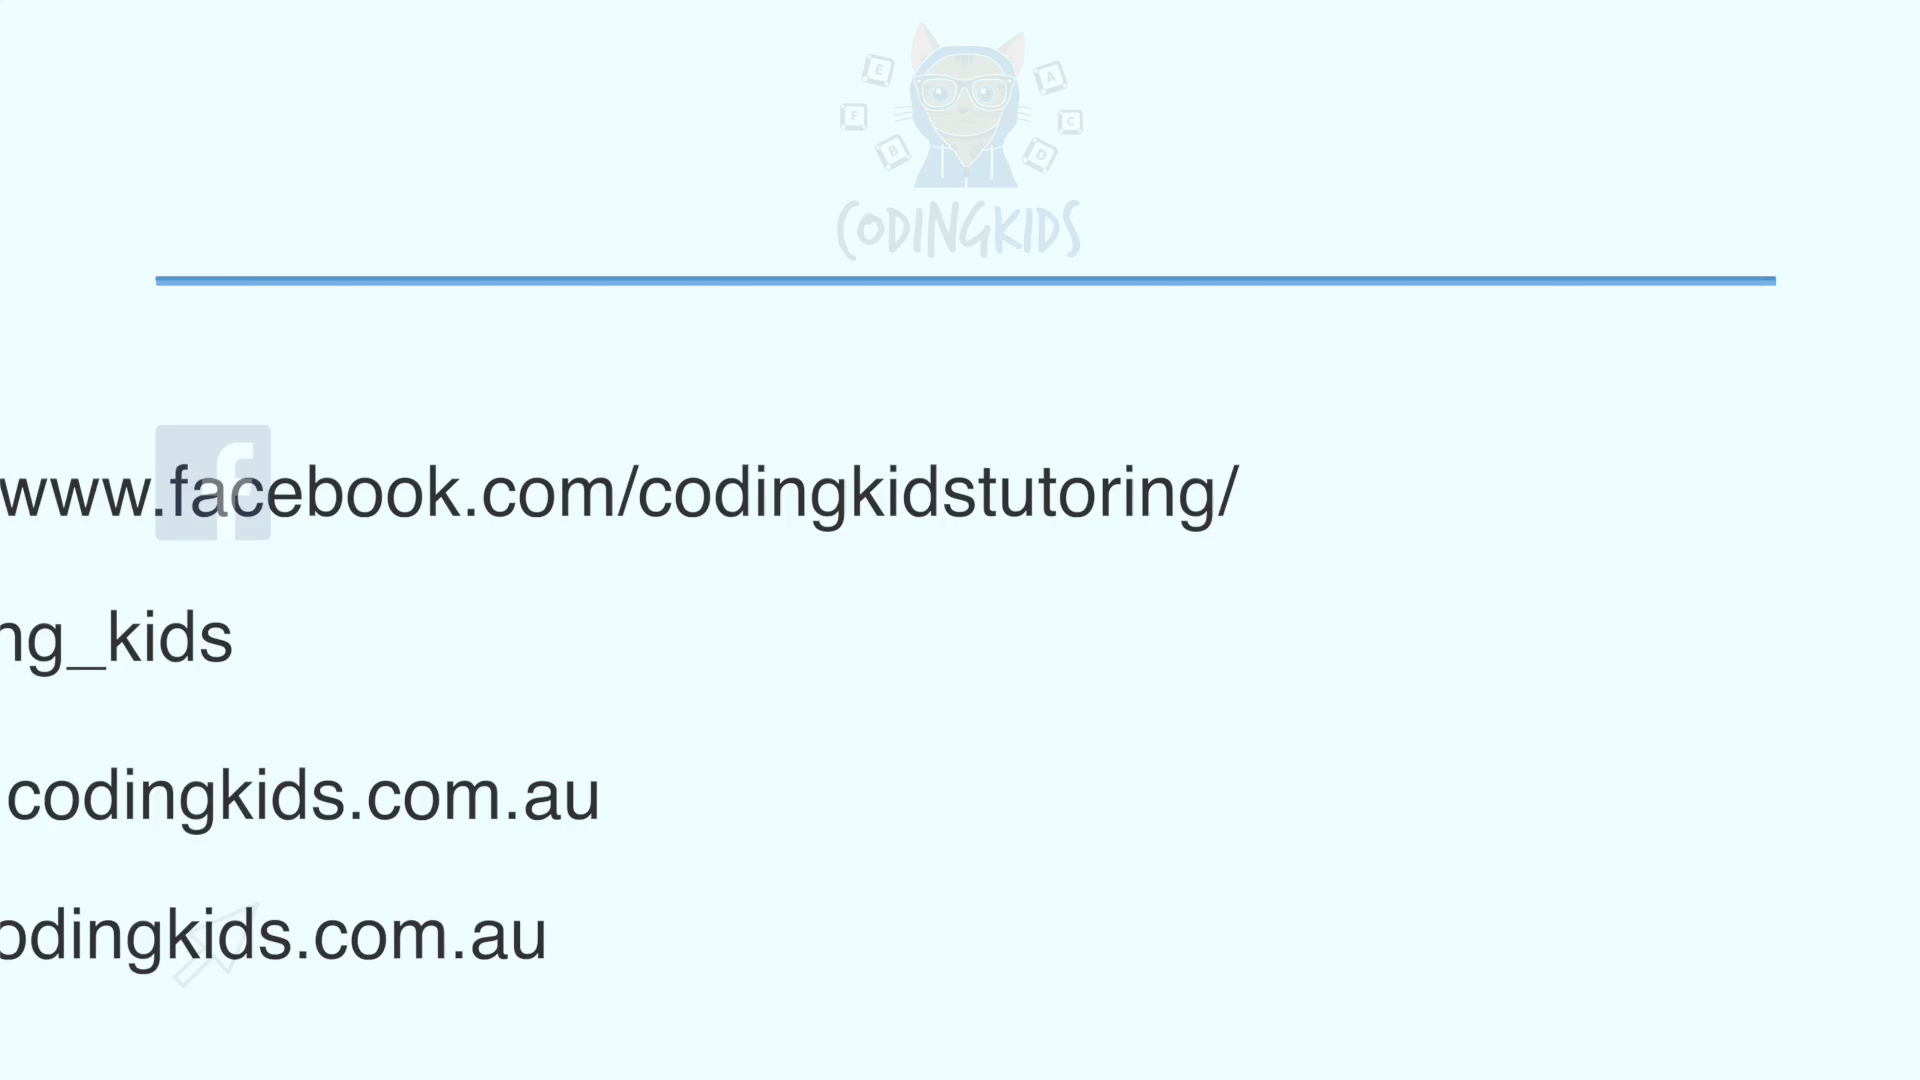 E A
F C
B D
CODINGKIDS
www.facebook.com/codingkidstutoring/
ng_kids
codingkids.com.au
odingkids.com.au